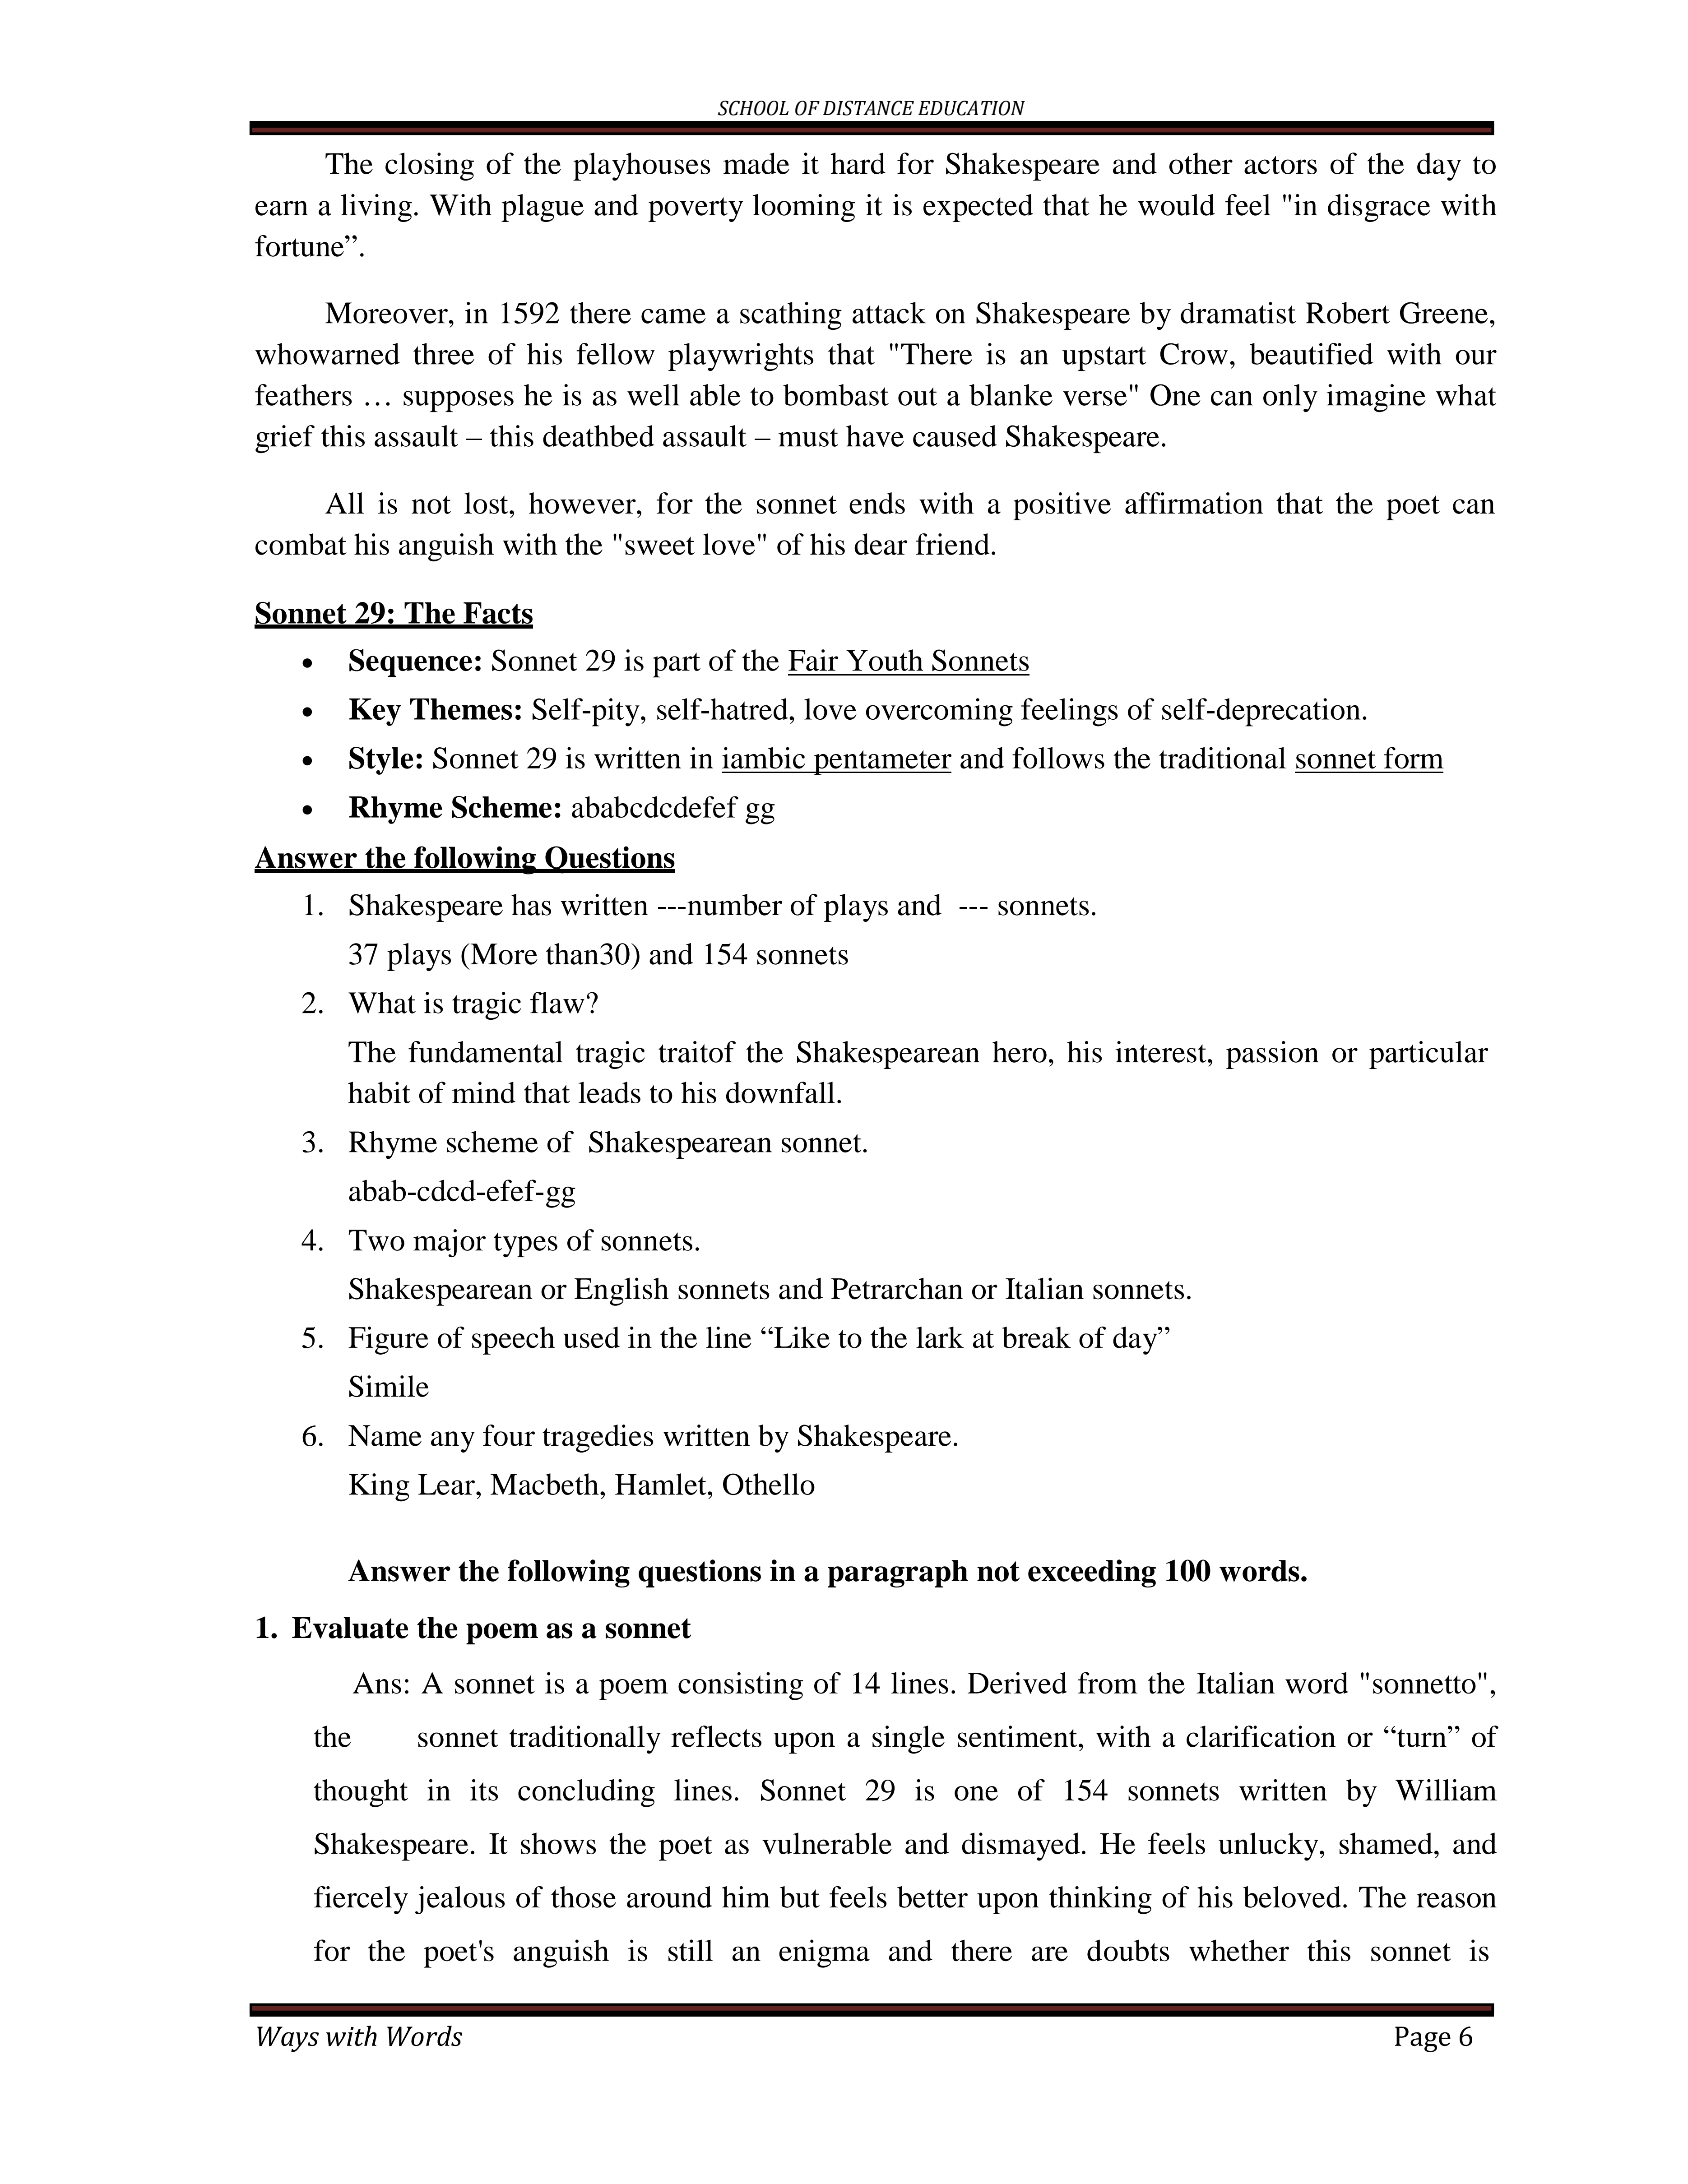 SCHOOL OF DISTANCE EDUCATION
The closing of the playhouses made it hard for Shakespeare and other actors of the day to
earn a living. With plague and poverty looming it is expected that he would feel "in disgrace with
fortune”.
Moreover, in 1592 there came a scathing attack on Shakespeare by dramatist Robert Greene,
whowarned three of his fellow playwrights that "There is an upstart Crow, beautified with our
feathers … supposes he is as well able to bombast out a blanke verse" One can only imagine what
grief this assault – this deathbed assault – must have caused Shakespeare.
All is not lost, however, for the sonnet ends with a positive affirmation that the poet can
combat his anguish with the "sweet love" of his dear friend.
Sonnet 29: The Facts
• Sequence: Sonnet 29 is part of the Fair Youth Sonnets
• Key Themes: Self-pity, self-hatred, love overcoming feelings of self-deprecation.
• Style: Sonnet 29 is written in iambic pentameter and follows the traditional sonnet form
• Rhyme Scheme: ababcdcdefef gg
Answer the following Questions
1. Shakespeare has written ---number of plays and --- sonnets.
37 plays (More than30) and 154 sonnets
2. What is tragic flaw?
The fundamental tragic traitof the Shakespearean hero, his interest, passion or particular
habit of mind that leads to his downfall.
3. Rhyme scheme of Shakespearean sonnet.
abab-cdcd-efef-gg
4. Two major types of sonnets.
Shakespearean or English sonnets and Petrarchan or Italian sonnets.
5. Figure of speech used in the line “Like to the lark at break of day”
Simile
6. Name any four tragedies written by Shakespeare.
King Lear, Macbeth, Hamlet, Othello
Answer the following questions in a paragraph not exceeding 100 words.
1. Evaluate the poem as a sonnet
Ans: A sonnet is a poem consisting of 14 lines. Derived from the Italian word "sonnetto",
the sonnet traditionally reflects upon a single sentiment, with a clarification or “turn” of
thought in its concluding lines. Sonnet 29 is one of 154 sonnets written by William
Shakespeare. It shows the poet as vulnerable and dismayed. He feels unlucky, shamed, and
fiercely jealous of those around him but feels better upon thinking of his beloved. The reason
for the poet's anguish is still an enigma and there are doubts whether this sonnet is
Ways with Words Page 6